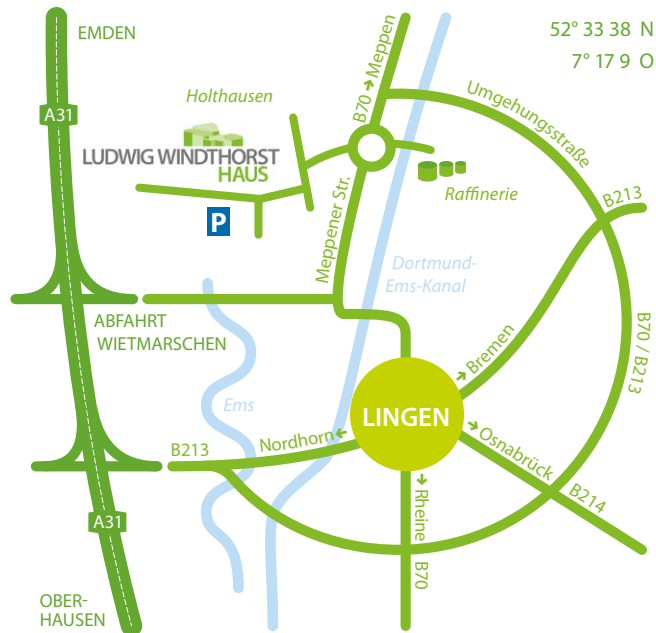 EMDEN
52° 33 38 N
7° 17 9 O
A31
Holthausen
B70 → Meppen
Umgehungsstraße
LUDWIG WINDTHORST
HAUS
Raffinerie
B213
P
Meppener Str.
Dortmund-
Ems-Kanal
ABFAHRT
WIETMARSCHEN
B70 / B213
→ Bremen
Ems
LINGEN
B213
Nordhorn ←
→ Osnabrück
B214
→ Rheine
B70
A31
OBER-
HAUSEN